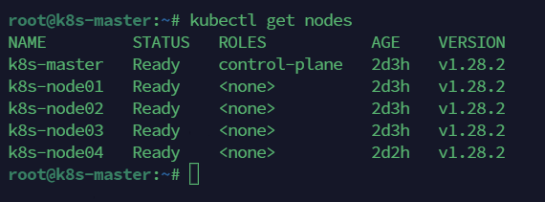 root@k8s-master:~# kubectl get nodes
NAME STATUS ROLES AGE VERSION
k8s-master Ready control-plane 2d3h v1.28.2
k8s-node01 Ready <none> 2d3h v1.28.2
k8s-node02 Ready <none> 2d3h v1.28.2
k8s-node03 Ready <none> 2d3h v1.28.2
k8s-node04 Ready <none> 2d2h v1.28.2
root@k8s-master:~#